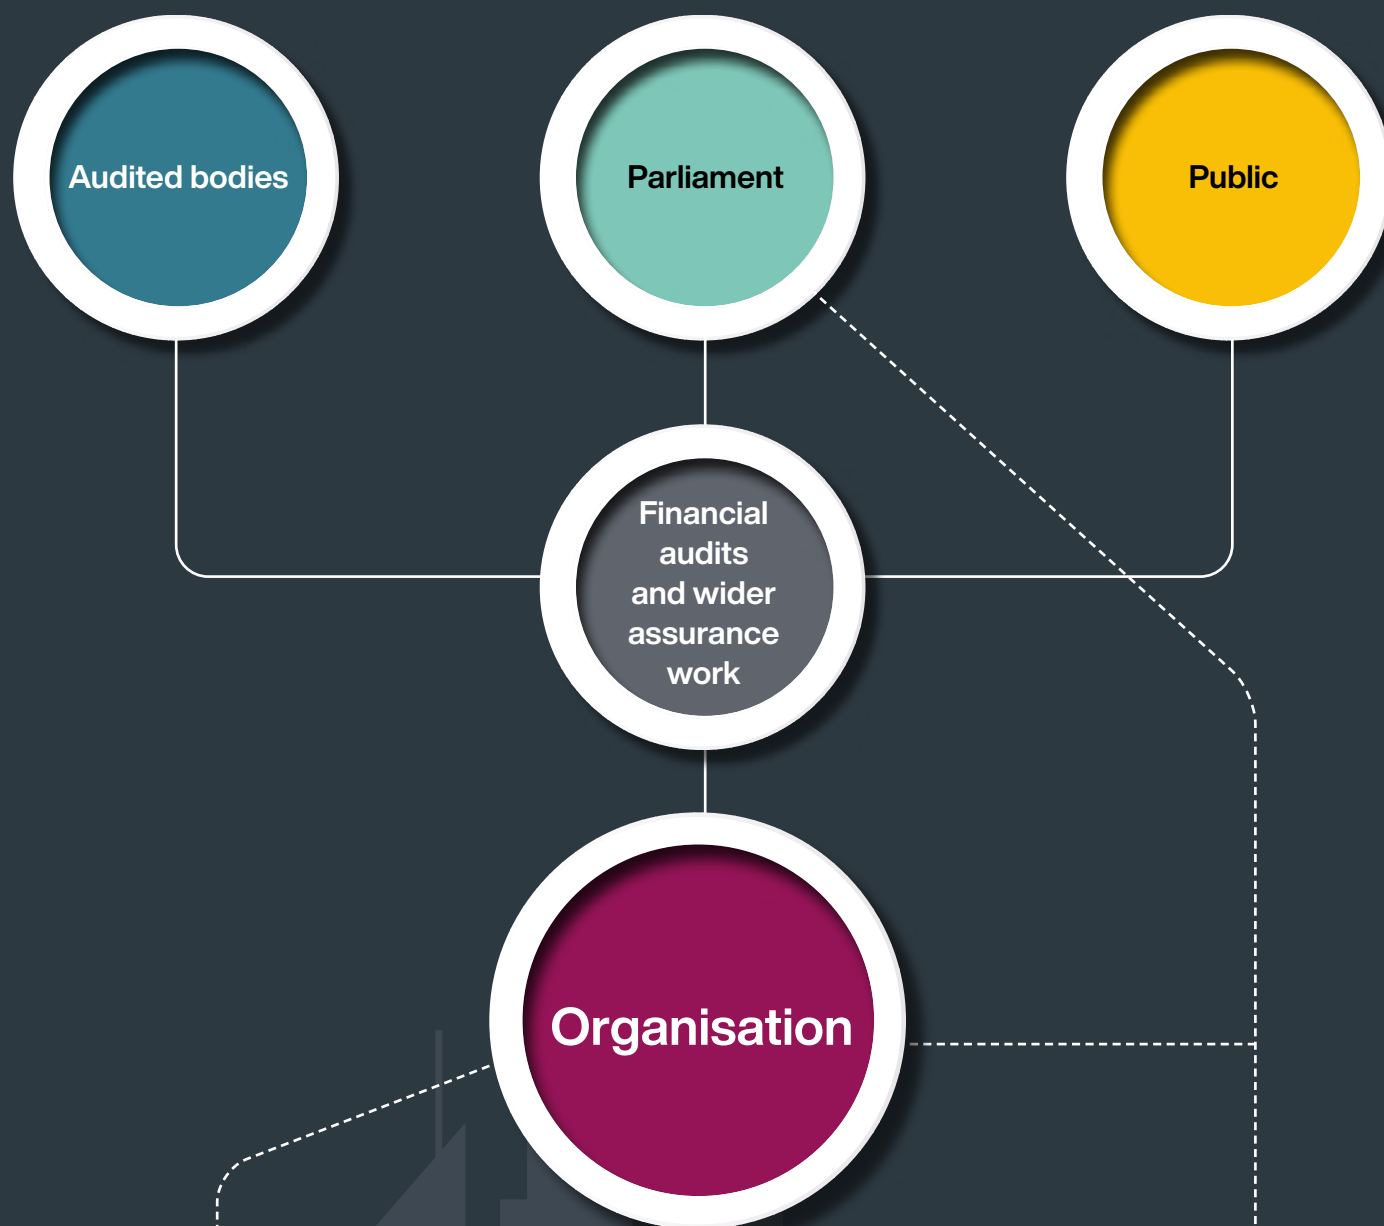 Audited bodies
Parliament
Public
Financial
audits
and wider
assurance
work
Organisation